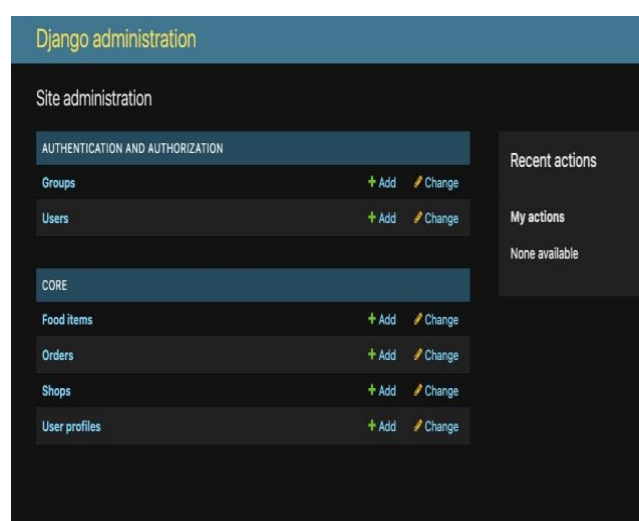 Django administration
Site administration
AUTHENTICATION AND AUTHORIZATION
Groups + Add Change
Users + Add Change
CORE
Food items + Add Change
Orders + Add Change
Shops + Add Change
User profiles + Add Change
Recent actions
My actions
None available